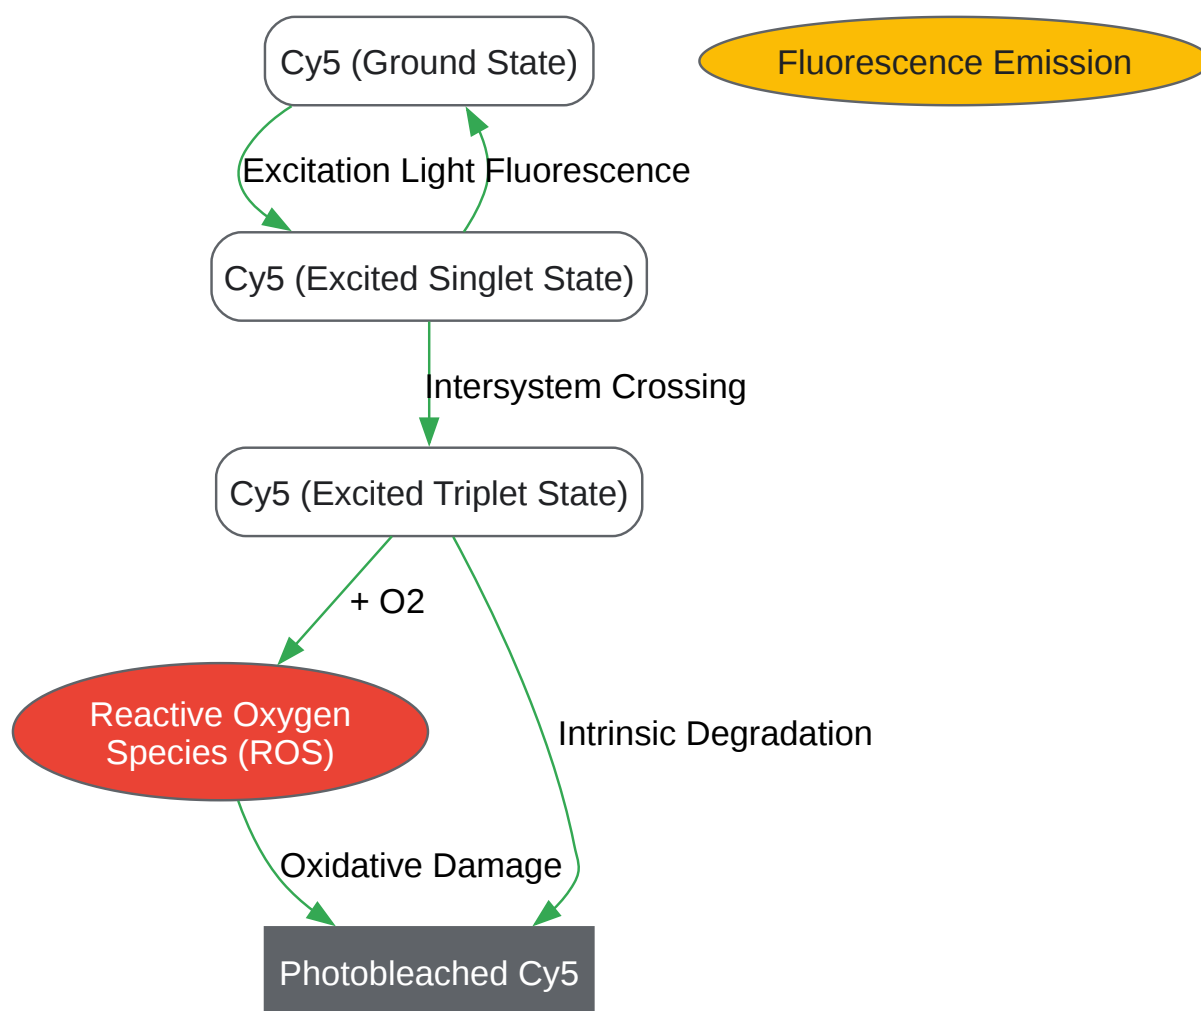 Cy5 (Ground State)
Fluorescence Emission
Excitation Light
Fluorescence
Cy5 (Excited Singlet State)
Intersystem Crossing
Cy5 (Excited Triplet State)
+ O2
Reactive Oxygen
Species (ROS)
Intrinsic Degradation
Oxidative Damage
Photobleached Cy5